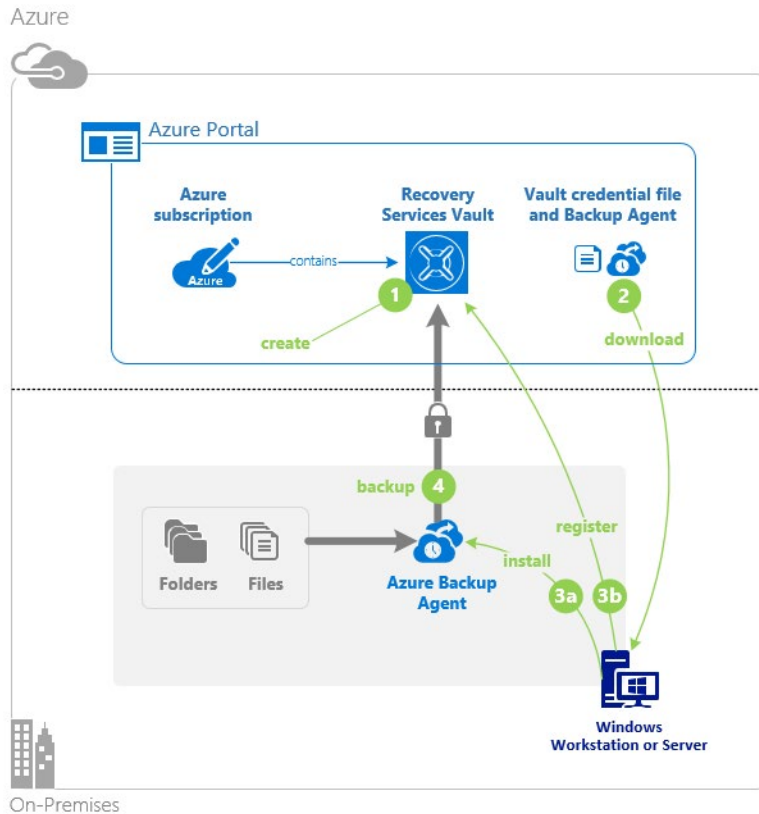 Azure
Azure Portal
Azure
subscription
Recovery
Services Vault
Vault credential file
and Backup Agent
Azure
contains
1
2
create
download
backup
4
register
install
Folders
Files
Azure Backup
Agent
3a
3b
Windows
Workstation or Server
On-Premises